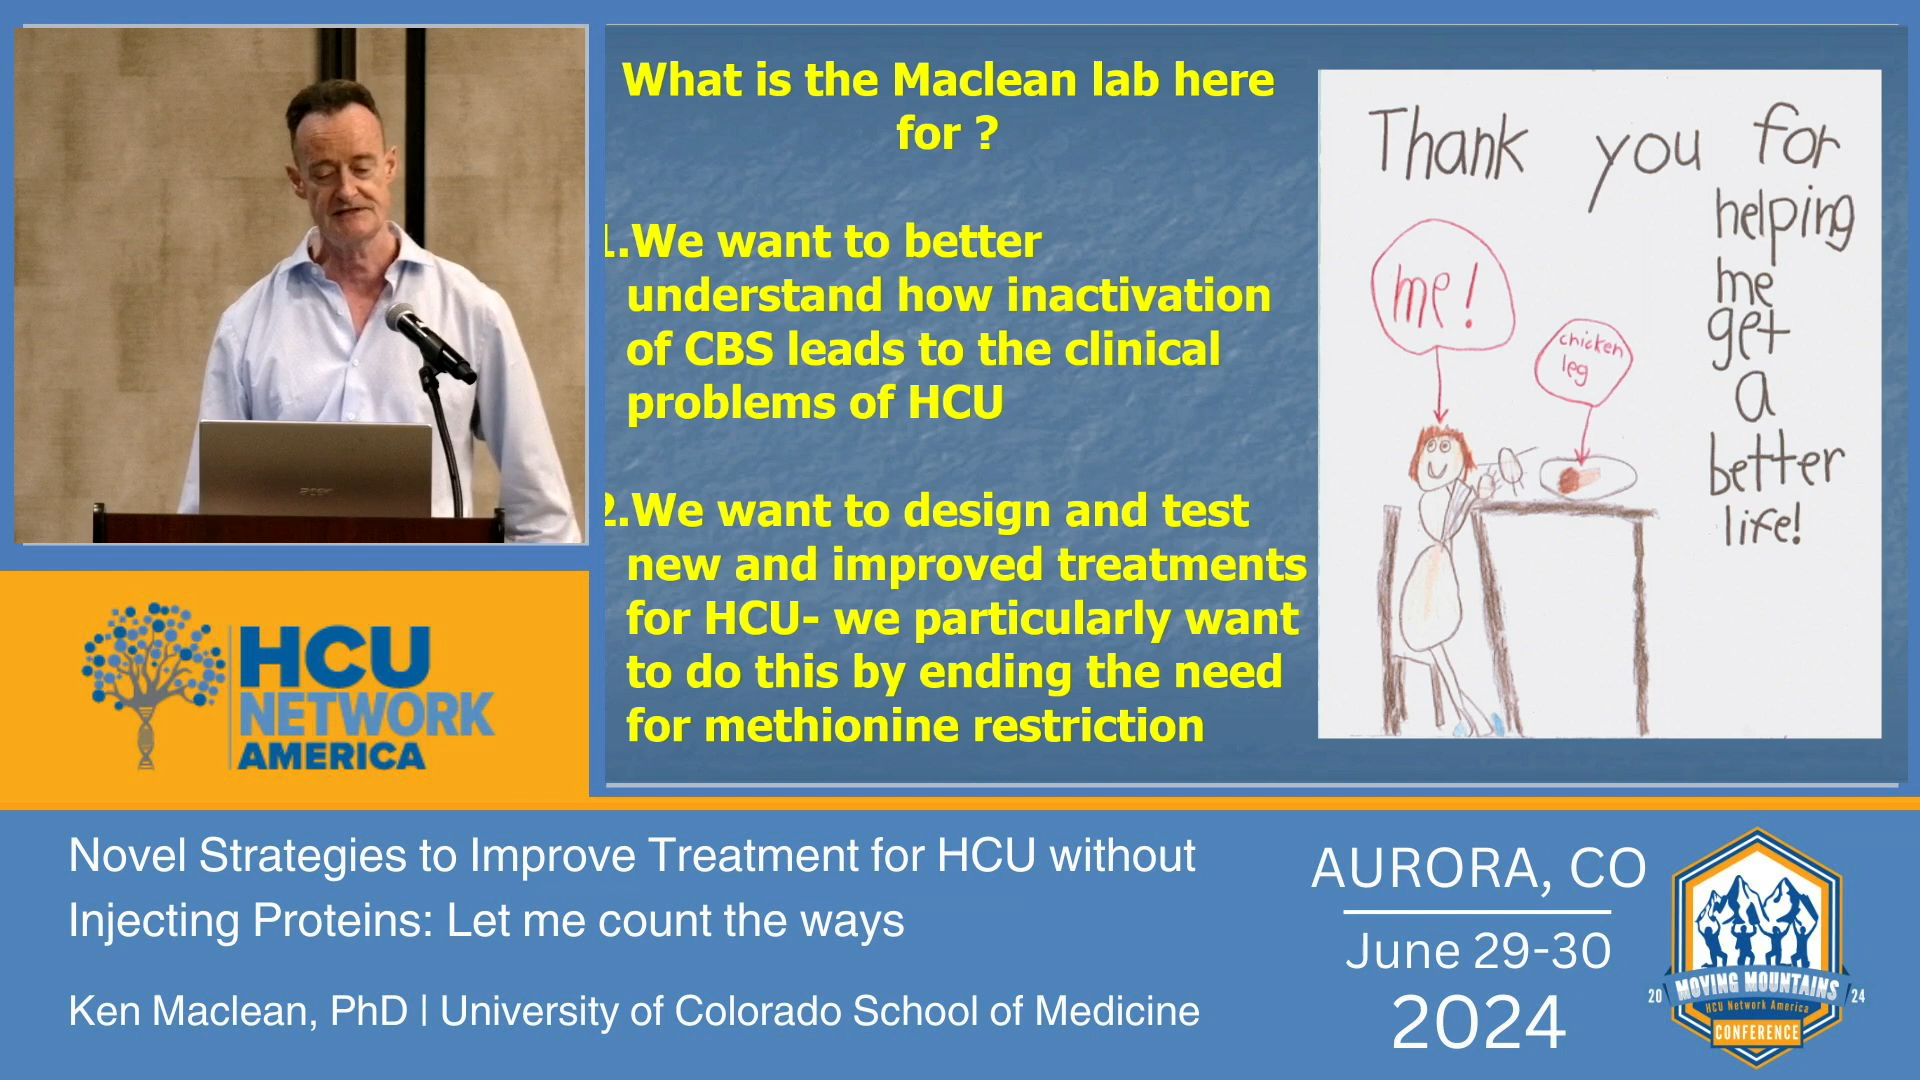 What is the Maclean lab here
for ?
1.We want to better
understand how inactivation
of CBS leads to the clinical
problems of HCU
2.We want to design and test
new and improved treatments
for HCU- we particularly want
to do this by ending the need
for methionine restriction
Thank you for
helping
me
get
a
better
life!
me!
chicken
leg
acer
HCU
NETWORK
AMERICA
Novel Strategies to Improve Treatment for HCU without
Injecting Proteins: Let me count the ways
Ken Maclean, PhD | University of Colorado School of Medicine
AURORA, CO
June 29-30
2024
20 MOVING MOUNTAINS 24
HCU Network America
CONFERENCE